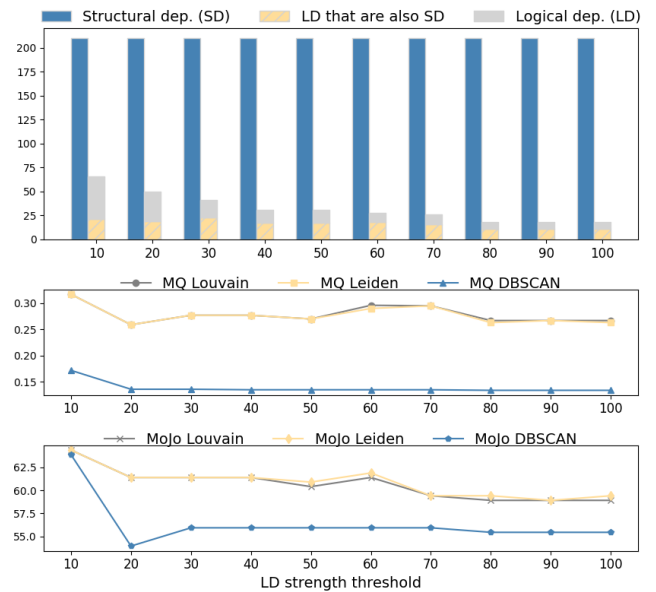 Structural dep. (SD) LD that are also SD Logical dep. (LD)
200
175
150
125
100
75
50
25
0
10 20 30 40 50 60 70 80 90 100
MQ Louvain MQ Leiden MQ DBSCAN
0.30
0.25
0.20
0.15
10 20 30 40 50 60 70 80 90 100
MoJo Louvain MoJo Leiden MoJo DBSCAN
62.5
60.0
57.5
55.0
10 20 30 40 50 60 70 80 90 100
LD strength threshold